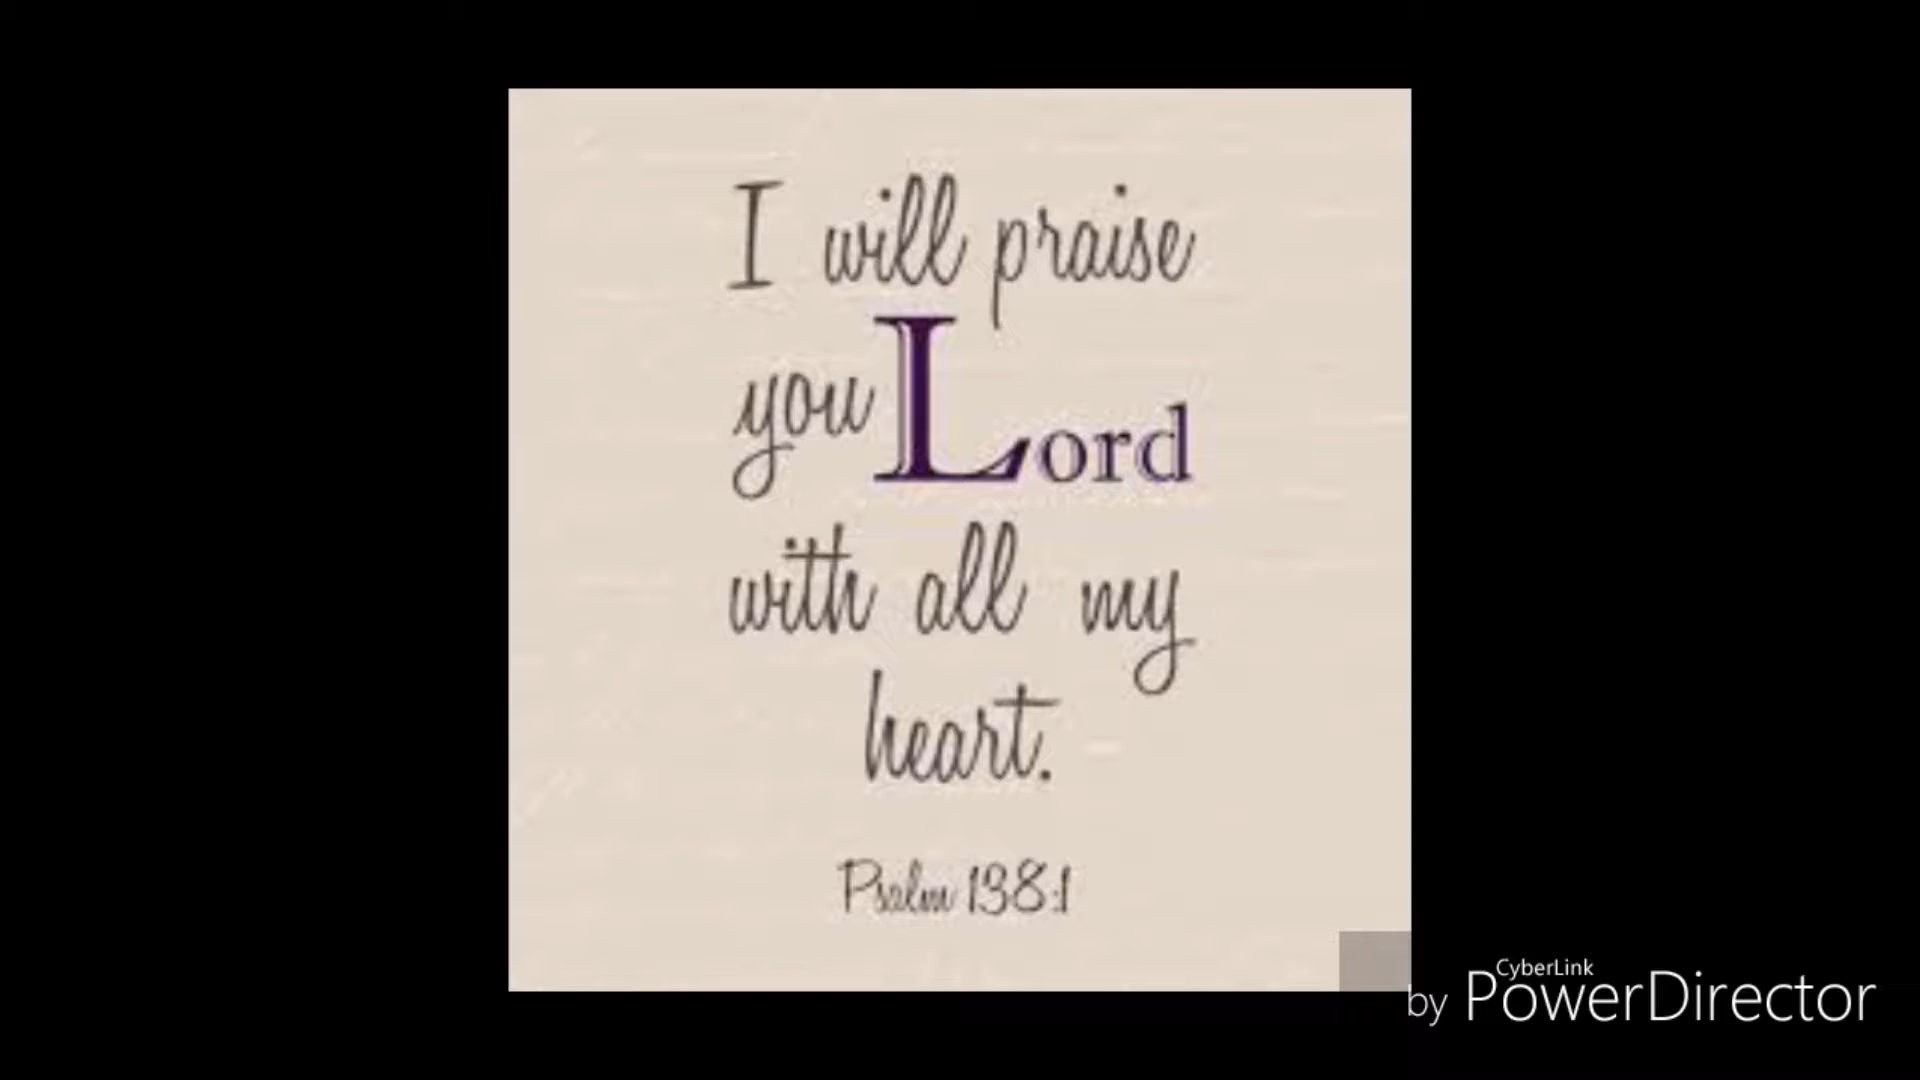 I will praise
you Lord
with all my
heart.
Psalm 138:1
CyberLink
by PowerDirector